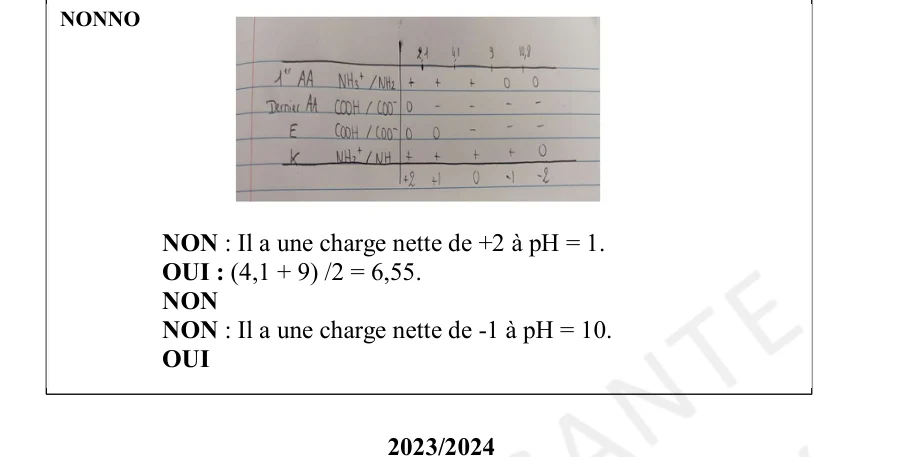 NONNO
2,1 4,1 9 10,8
1er AA NH3+ / NH2 + + + 0 0
Dernier AA COOH / COO- 0 - - - -
E COOH / COO- 0 0 - - -
K NH2+ / NH + + + + 0
+2 +1 0 -1 -2
NON : Il a une charge nette de +2 à pH = 1.
OUI : (4,1 + 9) /2 = 6,55.
NON
NON : Il a une charge nette de -1 à pH = 10.
OUI
2023/2024